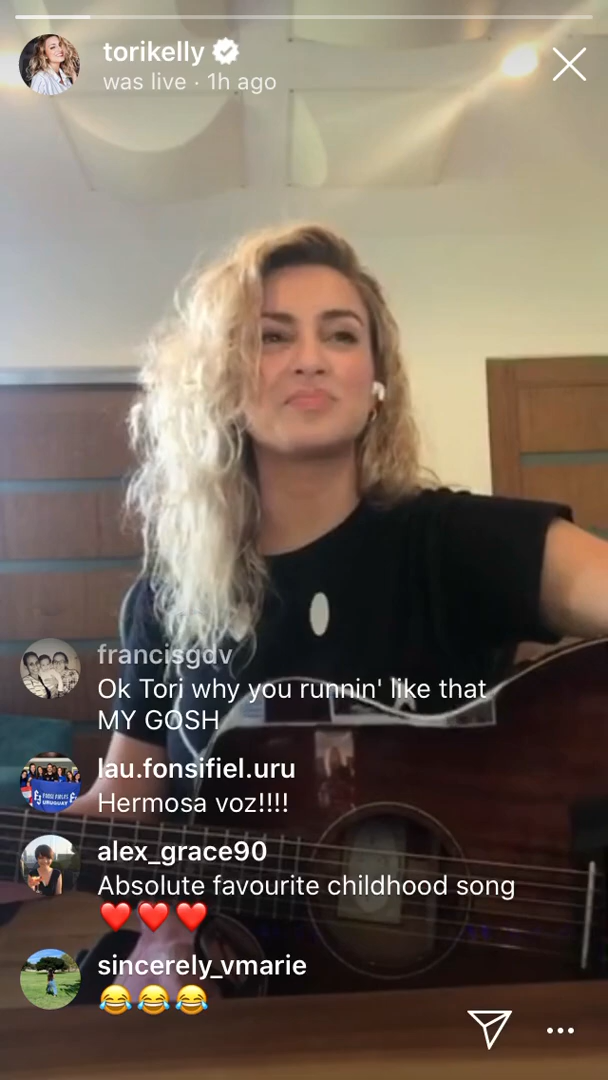 torikelly
was live · 1h ago
francisgdv
Ok Tori why you runnin' like that
MY GOSH
lau.fonsifiel.uru
Hermosa voz!!!!
alex_grace90
Absolute favourite childhood song
❤️❤️❤️
sincerely_vmarie
😂😂😂